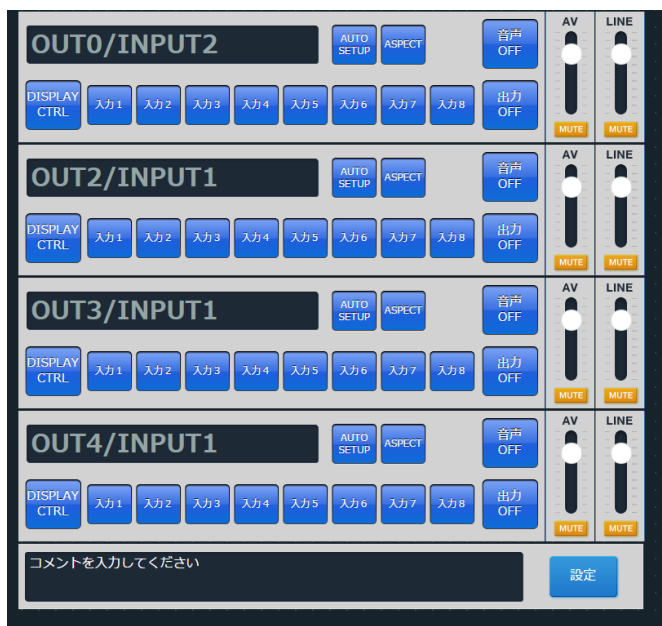 OUT0/INPUT2
AUTO SETUP
ASPECT
音声 OFF
AV
LINE
DISPLAY CTRL
入力1
入力2
入力3
入力4
入力5
入力6
入力7
入力8
出力 OFF
MUTE
MUTE
OUT2/INPUT1
AUTO SETUP
ASPECT
音声 OFF
AV
LINE
DISPLAY CTRL
入力1
入力2
入力3
入力4
入力5
入力6
入力7
入力8
出力 OFF
MUTE
MUTE
OUT3/INPUT1
AUTO SETUP
ASPECT
音声 OFF
AV
LINE
DISPLAY CTRL
入力1
入力2
入力3
入力4
入力5
入力6
入力7
入力8
出力 OFF
MUTE
MUTE
OUT4/INPUT1
AUTO SETUP
ASPECT
音声 OFF
AV
LINE
DISPLAY CTRL
入力1
入力2
入力3
入力4
入力5
入力6
入力7
入力8
出力 OFF
MUTE
MUTE
コメントを入力してください
設定